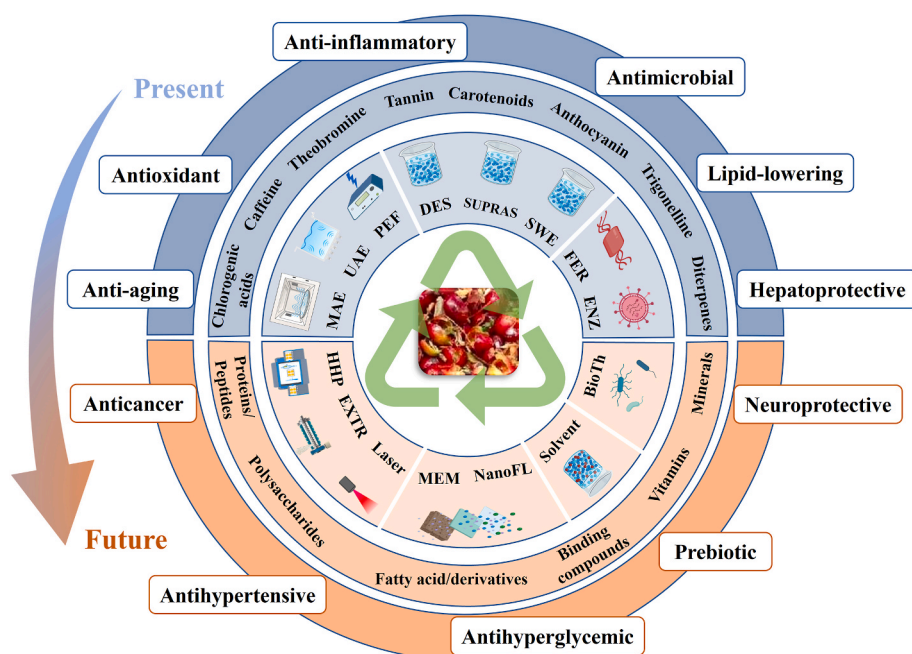 Anti-inflammatory
Antimicrobial
Present
Antioxidant
Lipid-lowering
Anti-aging
Hepatoprotective
Chlorogenic
acids
Caffeine
Theobromine
Tannin
Carotenoids
Anthocyanin
Trigonelline
Diterpenes
MAE
UAE
PEF
DES
SUPRAS
SWE
FER
ENZ
Proteins/
Peptides
Polysaccharides
Fatty acid/derivatives
Binding
compounds
Vitamins
Minerals
HHP
EXTR
Laser
MEM
NanoFL
Solvent
BioTh
Anticancer
Neuroprotective
Future
Prebiotic
Antihypertensive
Antihyperglycemic